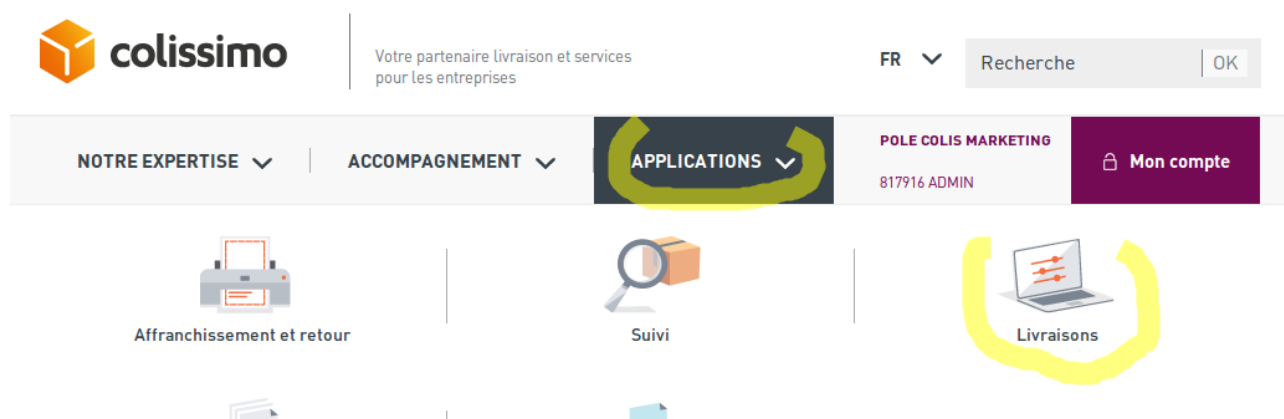 colissimo
Votre partenaire livraison et services
pour les entreprises
FR
Recherche
OK
NOTRE EXPERTISE
ACCOMPAGNEMENT
APPLICATIONS
POLE COLIS MARKETING
817916 ADMIN
Mon compte
Affranchissement et retour
Suivi
Livraisons